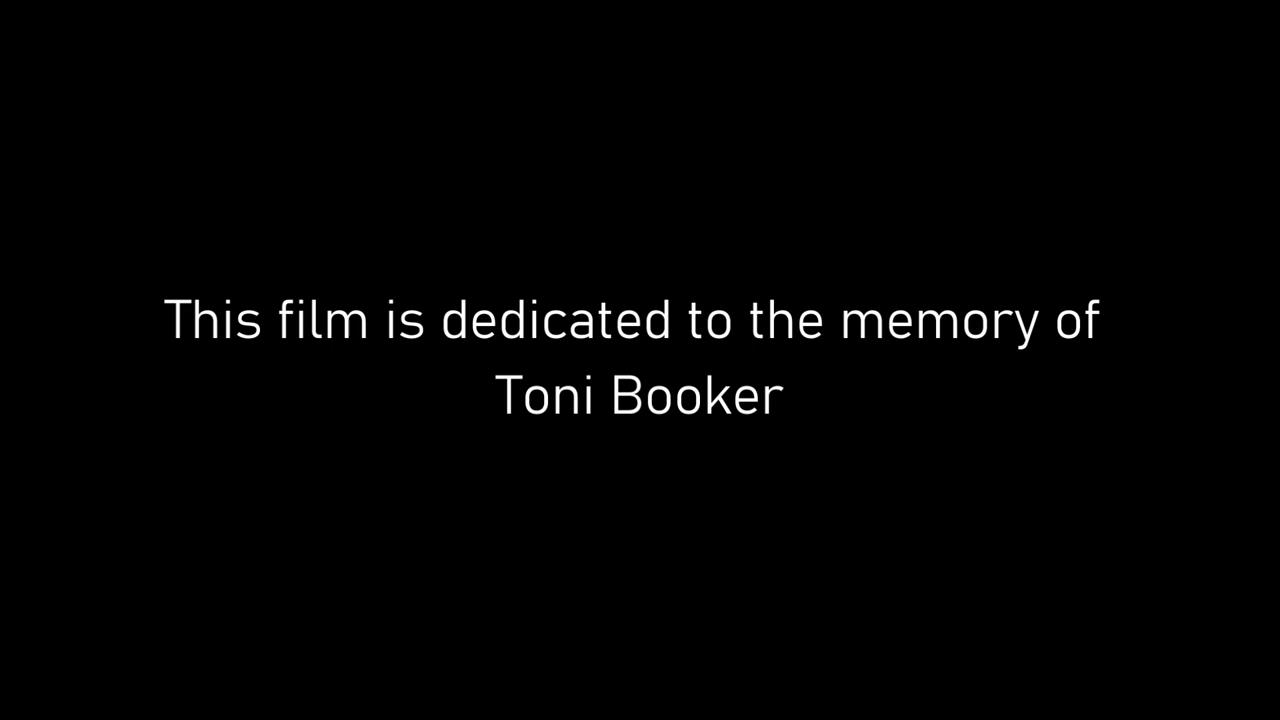 This film is dedicated to the memory of
Toni Booker